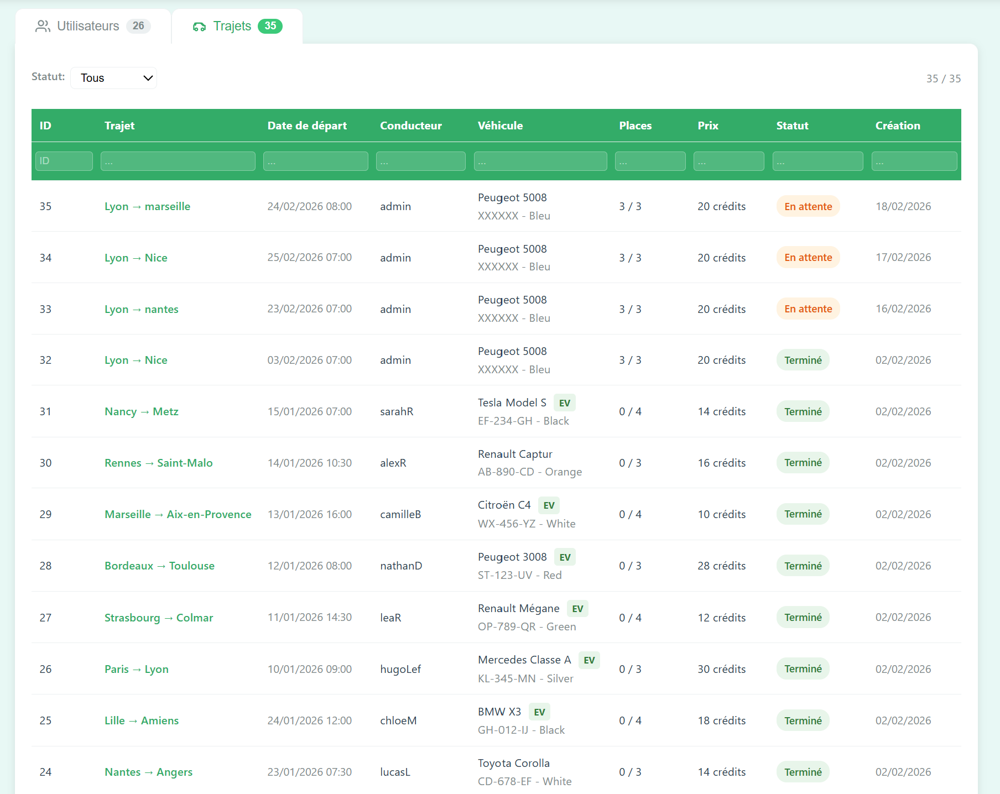 Utilisateurs 26 Trajets 35
Statut: Tous 35 / 35
ID Trajet Date de départ Conducteur Véhicule Places Prix Statut Création
ID ... ... ... ... ... ... ... ...
35 Lyon → marseille 24/02/2026 08:00 admin Peugeot 5008 3 / 3 20 crédits En attente 18/02/2026
XXXXXX - Bleu
34 Lyon → Nice 25/02/2026 07:00 admin Peugeot 5008 3 / 3 20 crédits En attente 17/02/2026
XXXXXX - Bleu
33 Lyon → nantes 23/02/2026 07:00 admin Peugeot 5008 3 / 3 20 crédits En attente 16/02/2026
XXXXXX - Bleu
32 Lyon → Nice 03/02/2026 07:00 admin Peugeot 5008 3 / 3 20 crédits Terminé 02/02/2026
XXXXXX - Bleu
31 Nancy → Metz 15/01/2026 07:00 sarahR Tesla Model S EV 0 / 4 14 crédits Terminé 02/02/2026
EF-234-GH - Black
30 Rennes → Saint-Malo 14/01/2026 10:30 alexR Renault Captur 0 / 3 16 crédits Terminé 02/02/2026
AB-890-CD - Orange
29 Marseille → Aix-en-Provence 13/01/2026 16:00 camilleB Citroën C4 EV 0 / 4 10 crédits Terminé 02/02/2026
WX-456-YZ - White
28 Bordeaux → Toulouse 12/01/2026 08:00 nathanD Peugeot 3008 EV 0 / 3 28 crédits Terminé 02/02/2026
ST-123-UV - Red
27 Strasbourg → Colmar 11/01/2026 14:30 leaR Renault Mégane EV 0 / 4 12 crédits Terminé 02/02/2026
OP-789-QR - Green
26 Paris → Lyon 10/01/2026 09:00 hugoLef Mercedes Classe A EV 0 / 3 30 crédits Terminé 02/02/2026
KL-345-MN - Silver
25 Lille → Amiens 24/01/2026 12:00 chloeM BMW X3 EV 0 / 4 18 crédits Terminé 02/02/2026
GH-012-IJ - Black
24 Nantes → Angers 23/01/2026 07:30 lucasL Toyota Corolla 0 / 3 14 crédits Terminé 02/02/2026
CD-678-EF - White